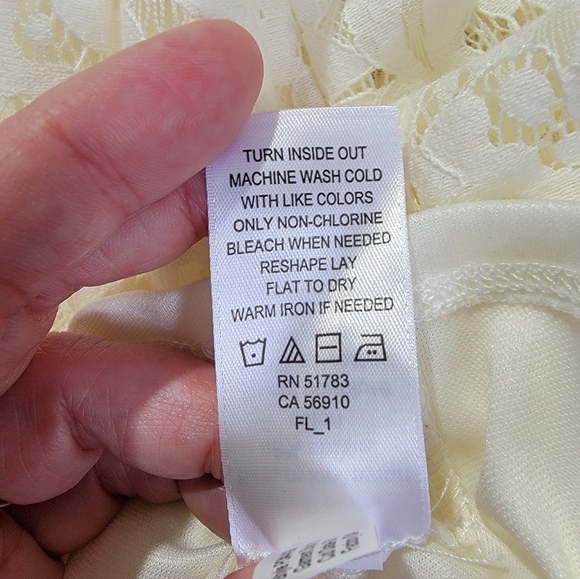 TURN INSIDE OUT
MACHINE WASH COLD
WITH LIKE COLORS
ONLY NON-CHLORINE
BLEACH WHEN NEEDED
RESHAPE LAY
FLAT TO DRY
WARM IRON IF NEEDED
RN 51783
CA 56910
FL_1